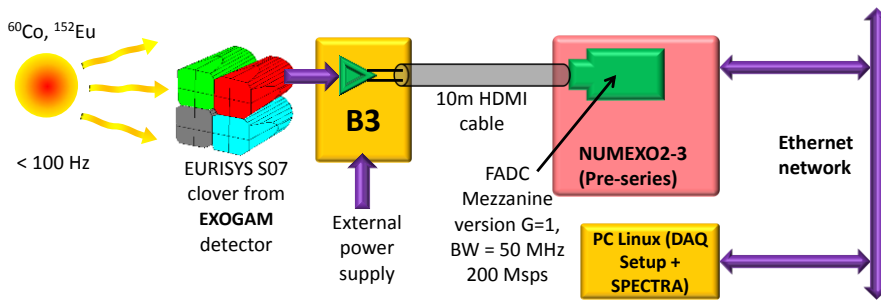 ⁶⁰Co, ¹⁵²Eu
< 100 Hz
EURISYS S07
clover from
EXOGAM
detector
B3
External
power
supply
10m HDMI
cable
FADC
Mezzanine
version G=1,
BW = 50 MHz
200 Msps
NUMEXO2-3
(Pre-series)
PC Linux (DAQ
Setup +
SPECTRA)
Ethernet
network